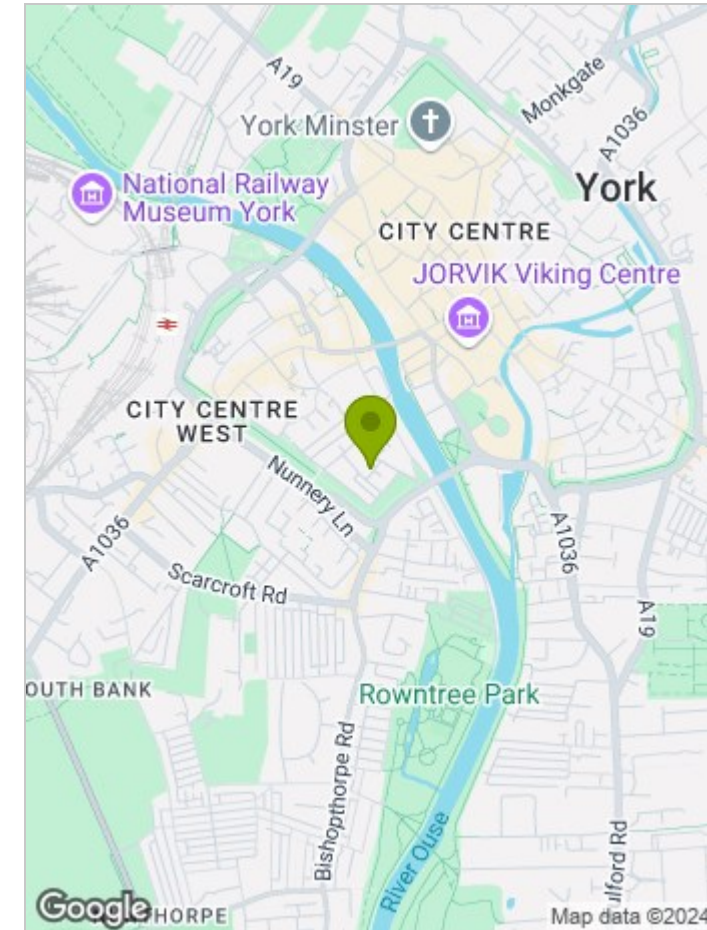 A19
Monkgate
York Minster
A1036
National Railway
Museum York
York
CITY CENTRE
JORVIK Viking Centre
CITY CENTRE
WEST
Nunnery Ln
A1036
A1036
Scarcroft Rd
A19
OUTH BANK
Rowntree Park
Bishopthorpe Rd
River Ouse
ulford Rd
Google
THORPE
Map data ©2024